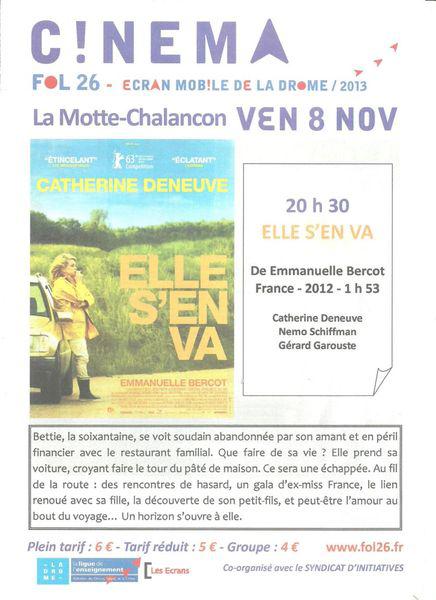 C!NEMA
FOL 26 - ECRAN MOB!LE DE LA DROME / 2013
La Motte-Chalancon VEN 8 NOV
"ÉTINCELANT" 63 Competition "ÉCLATANT"
CATHERINE DENEUVE
ELLE
S'EN
VA
EMMANUELLE BERCOT
20 h 30
ELLE S'EN VA
De Emmanuelle Bercot
France - 2012 - 1 h 53
Catherine Deneuve
Nemo Schiffman
Gérard Garouste
Bettie, la soixantaine, se voit soudain abandonnée par son amant et en péril
financier avec le restaurant familial. Que faire de sa vie ? Elle prend sa
voiture, croyant faire le tour du pâté de maison. Ce sera une échappée. Au fil
de la route : des rencontres de hasard, un gala d'ex-miss France, le lien
renoué avec sa fille, la découverte de son petit-fils, et peut-être l'amour au
bout du voyage... Un horizon s'ouvre à elle.
Plein tarif : 6 € - Tarif réduit : 5 € - Groupe : 4 € www.fol26.fr
LA DROME la ligue de l'enseignement Les Ecrans Co-organisé avec le SYNDICAT D'INITIATIVES